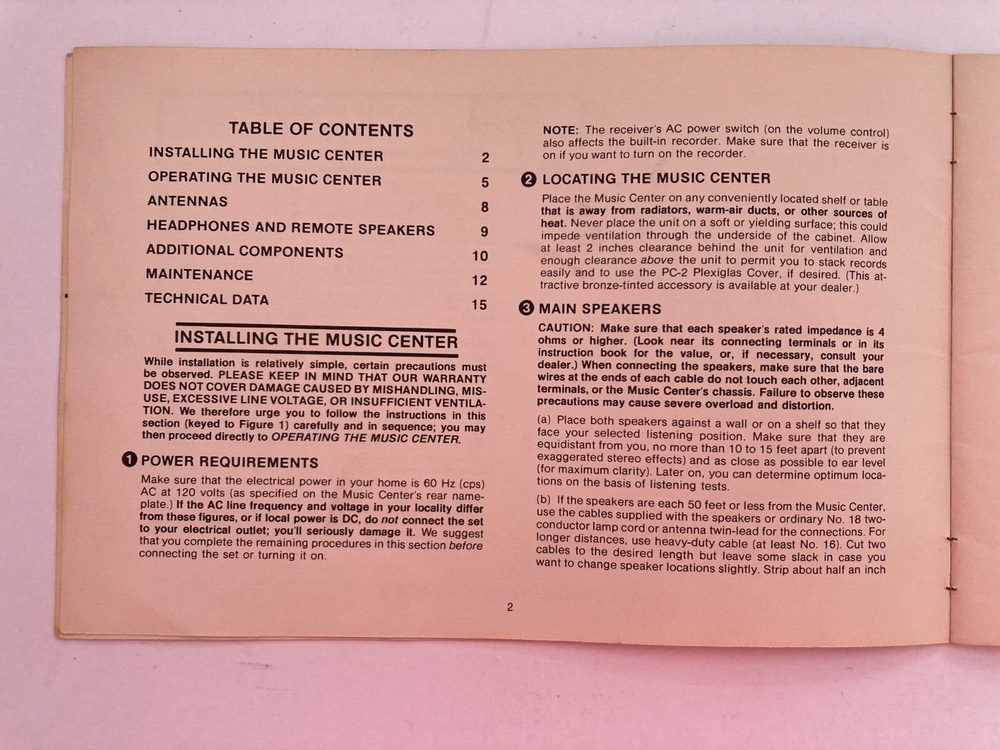 TABLE OF CONTENTS
INSTALLING THE MUSIC CENTER 2
OPERATING THE MUSIC CENTER 5
ANTENNAS 8
HEADPHONES AND REMOTE SPEAKERS 9
ADDITIONAL COMPONENTS 10
MAINTENANCE 12
TECHNICAL DATA 15
INSTALLING THE MUSIC CENTER
While installation is relatively simple, certain precautions must
be observed. PLEASE KEEP IN MIND THAT OUR WARRANTY
DOES NOT COVER DAMAGE CAUSED BY MISHANDLING, MIS-
USE, EXCESSIVE LINE VOLTAGE, OR INSUFFICIENT VENTILA-
TION. We therefore urge you to follow the instructions in this
section (keyed to Figure 1) carefully and in sequence; you may
then proceed directly to OPERATING THE MUSIC CENTER.
1 POWER REQUIREMENTS
Make sure that the electrical power in your home is 60 Hz (cps)
AC at 120 volts (as specified on the Music Center's rear name-
plate.) If the AC line frequency and voltage in your locality differ
from these figures, or if local power is DC, do not connect the set
to your electrical outlet; you'll seriously damage it. We suggest
that you complete the remaining procedures in this section before
connecting the set or turning it on.
NOTE: The receiver's AC power switch (on the volume control)
also affects the built-in recorder. Make sure that the receiver is
on if you want to turn on the recorder.
2 LOCATING THE MUSIC CENTER
Place the Music Center on any conveniently located shelf or table
that is away from radiators, warm-air ducts, or other sources of
heat. Never place the unit on a soft or yielding surface; this could
impede ventilation through the underside of the cabinet. Allow
at least 2 inches clearance behind the unit for ventilation and
enough clearance above the unit to permit you to stack records
easily and to use the PC-2 Plexiglas Cover, if desired. (This at-
tractive bronze-tinted accessory is available at your dealer.)
3 MAIN SPEAKERS
CAUTION: Make sure that each speaker's rated impedance is 4
ohms or higher. (Look near its connecting terminals or in its
instruction book for the value, or, if necessary, consult your
dealer.) When connecting the speakers, make sure that the bare
wires at the ends of each cable do not touch each other, adjacent
terminals, or the Music Center's chassis. Failure to observe these
precautions may cause severe overload and distortion.
(a) Place both speakers against a wall or on a shelf so that they
face your selected listening position. Make sure that they are
equidistant from you, no more than 10 to 15 feet apart (to prevent
exaggerated stereo effects) and as close as possible to ear level
(for maximum clarity). Later on, you can determine optimum loca-
tions on the basis of listening tests.
(b) If the speakers are each 50 feet or less from the Music Center,
use the cables supplied with the speakers or ordinary No. 18 two-
conductor lamp cord or antenna twin-lead for the connections. For
longer distances, use heavy-duty cable (at least No. 16). Cut two
cables to the desired length but leave some slack in case you
want to change speaker locations slightly. Strip about half an inch
2